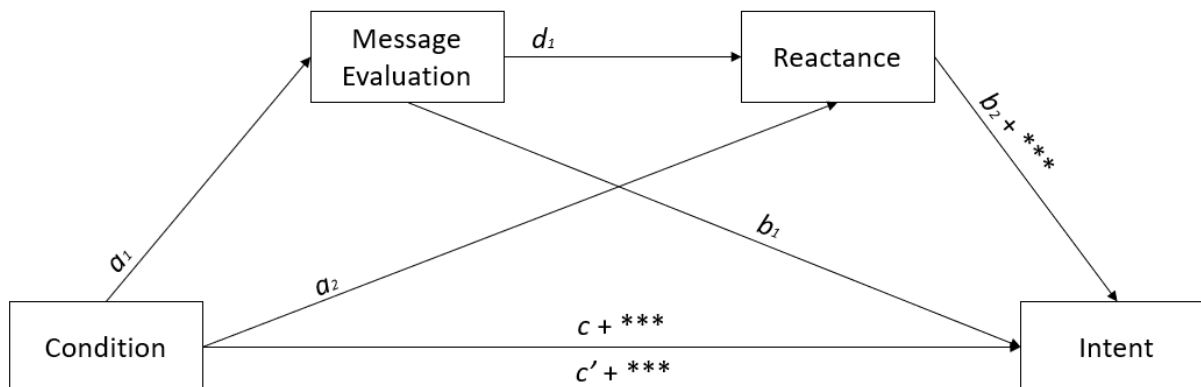 Message
Evaluation
d₁
Reactance
b₂ + ***
a₁
a₂
b₁
Condition
c + ***
c’ + ***
Intent